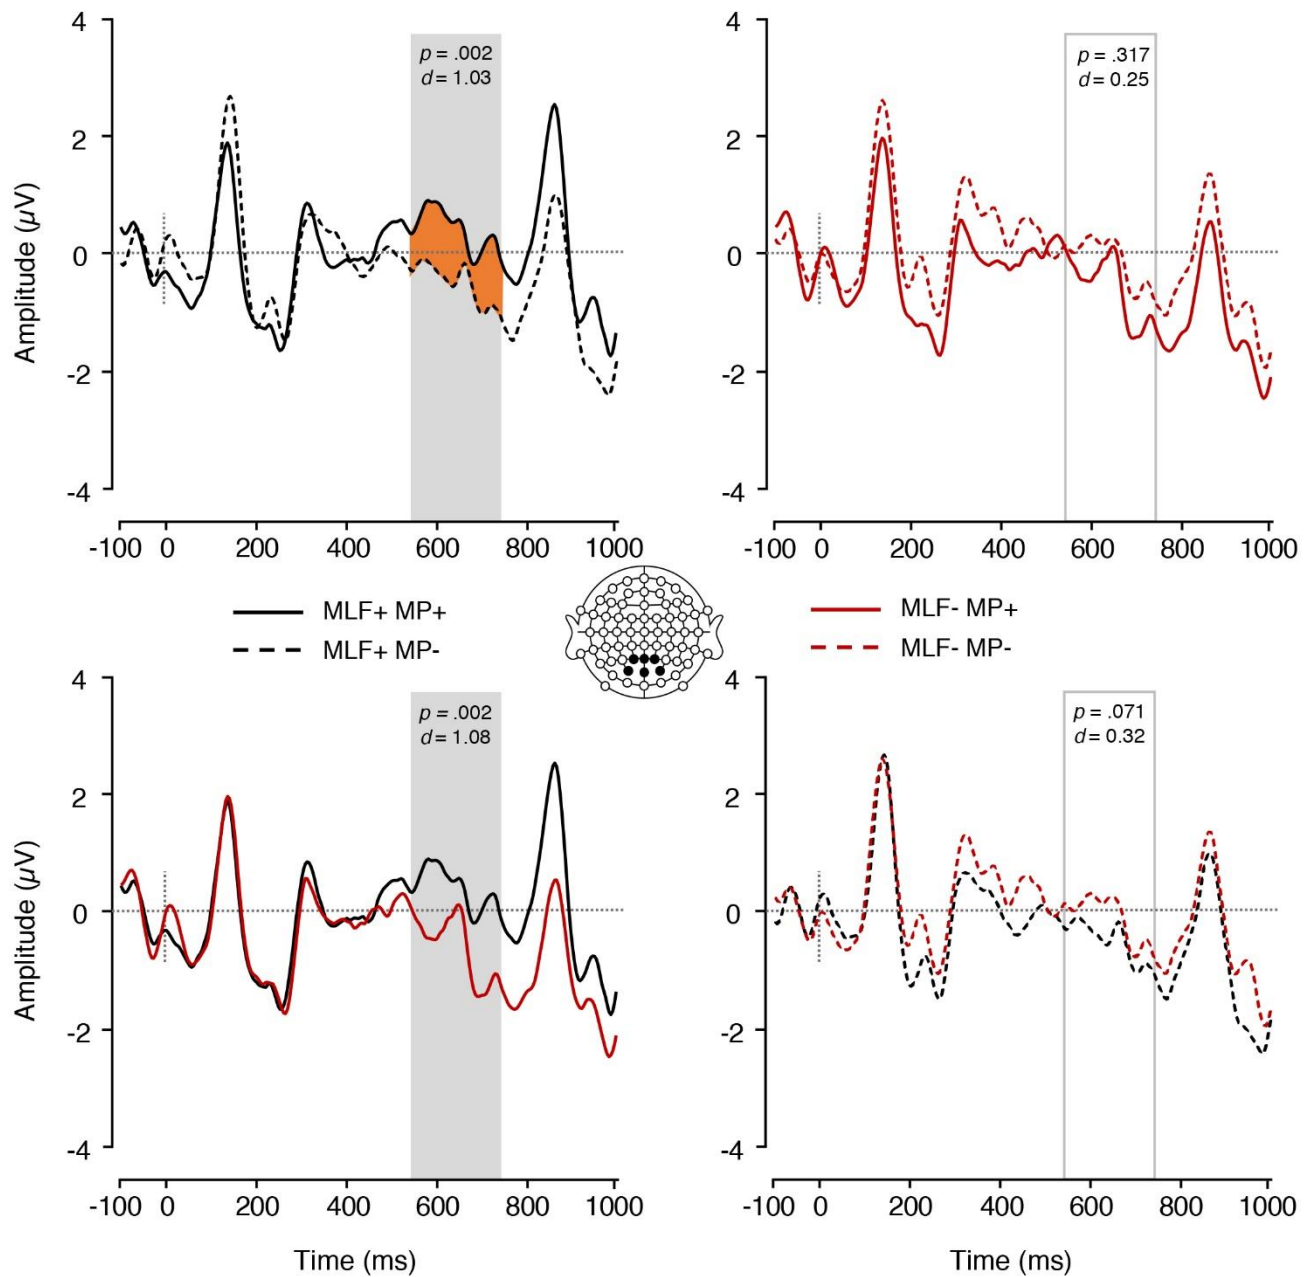 4
2
0
-2
-4
Amplitude (µV)
p = .002
d = 1.03
-100 0 200 400 600 800 1000
4
2
0
-2
-4
p = .317
d = 0.25
-100 0 200 400 600 800 1000
MLF+ MP+
MLF+ MP-
MLF- MP+
MLF- MP-
4
2
0
-2
-4
Amplitude (µV)
p = .002
d = 1.08
-100 0 200 400 600 800 1000
Time (ms)
4
2
0
-2
-4
p = .071
d = 0.32
-100 0 200 400 600 800 1000
Time (ms)